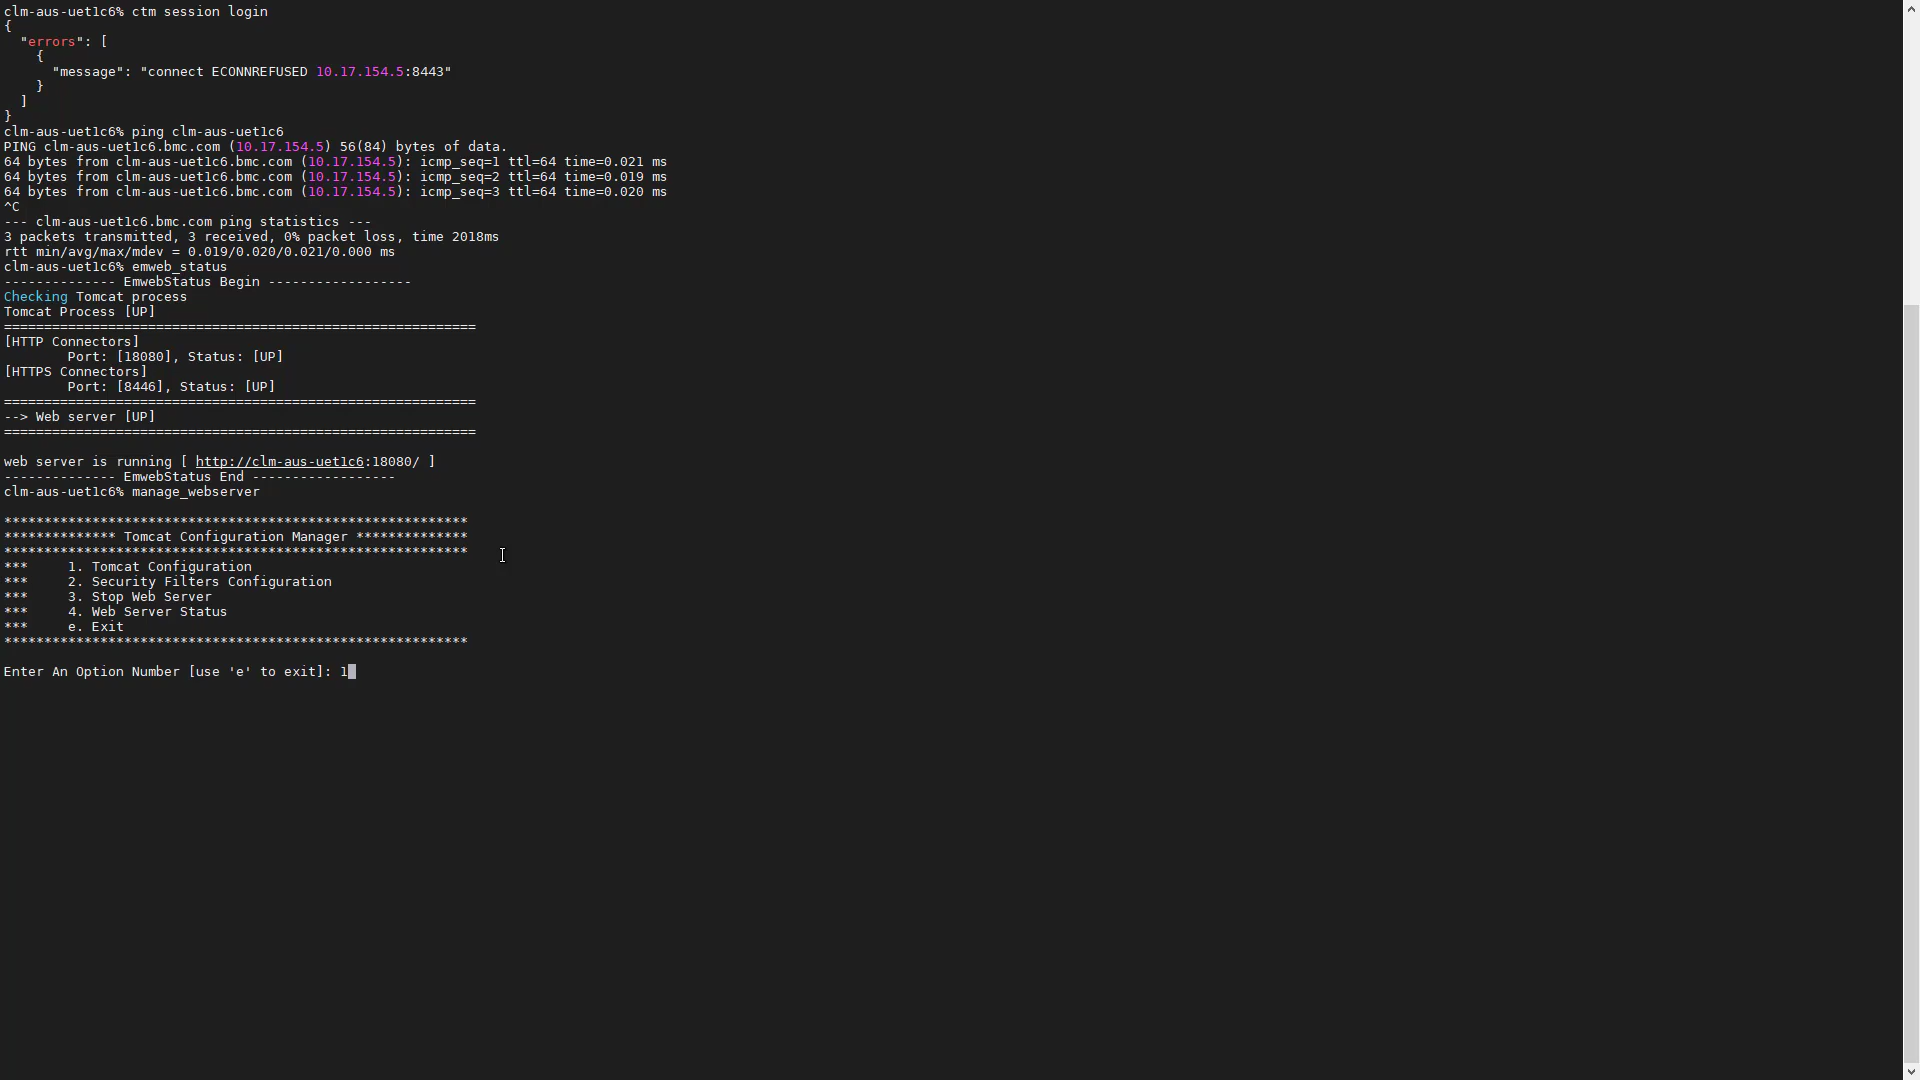 clm-aus-uet1c6% ctm session login
{
  "errors": [
    {
      "message": "connect ECONNREFUSED 10.17.154.5:8443"
    }
  ]
}
clm-aus-uet1c6% ping clm-aus-uet1c6
PING clm-aus-uet1c6.bmc.com (10.17.154.5) 56(84) bytes of data.
64 bytes from clm-aus-uet1c6.bmc.com (10.17.154.5): icmp_seq=1 ttl=64 time=0.021 ms
64 bytes from clm-aus-uet1c6.bmc.com (10.17.154.5): icmp_seq=2 ttl=64 time=0.019 ms
64 bytes from clm-aus-uet1c6.bmc.com (10.17.154.5): icmp_seq=3 ttl=64 time=0.020 ms
^C
--- clm-aus-uet1c6.bmc.com ping statistics ---
3 packets transmitted, 3 received, 0% packet loss, time 2018ms
rtt min/avg/max/mdev = 0.019/0.020/0.021/0.000 ms
clm-aus-uet1c6% emweb_status
-------------- EmwebStatus Begin ------------------
Checking Tomcat process
Tomcat Process [UP]
===========================================================
[HTTP Connectors]
        Port: [18080], Status: [UP]
[HTTPS Connectors]
        Port: [8446], Status: [UP]
===========================================================
--> Web server [UP]
===========================================================
web server is running [ http://clm-aus-uet1c6:18080/ ]
-------------- EmwebStatus End ------------------
clm-aus-uet1c6% manage_webserver
**********************************************************
************** Tomcat Configuration Manager **************
**********************************************************
***     1. Tomcat Configuration
***     2. Security Filters Configuration
***     3. Stop Web Server
***     4. Web Server Status
***     e. Exit
**********************************************************
Enter An Option Number [use 'e' to exit]: 1